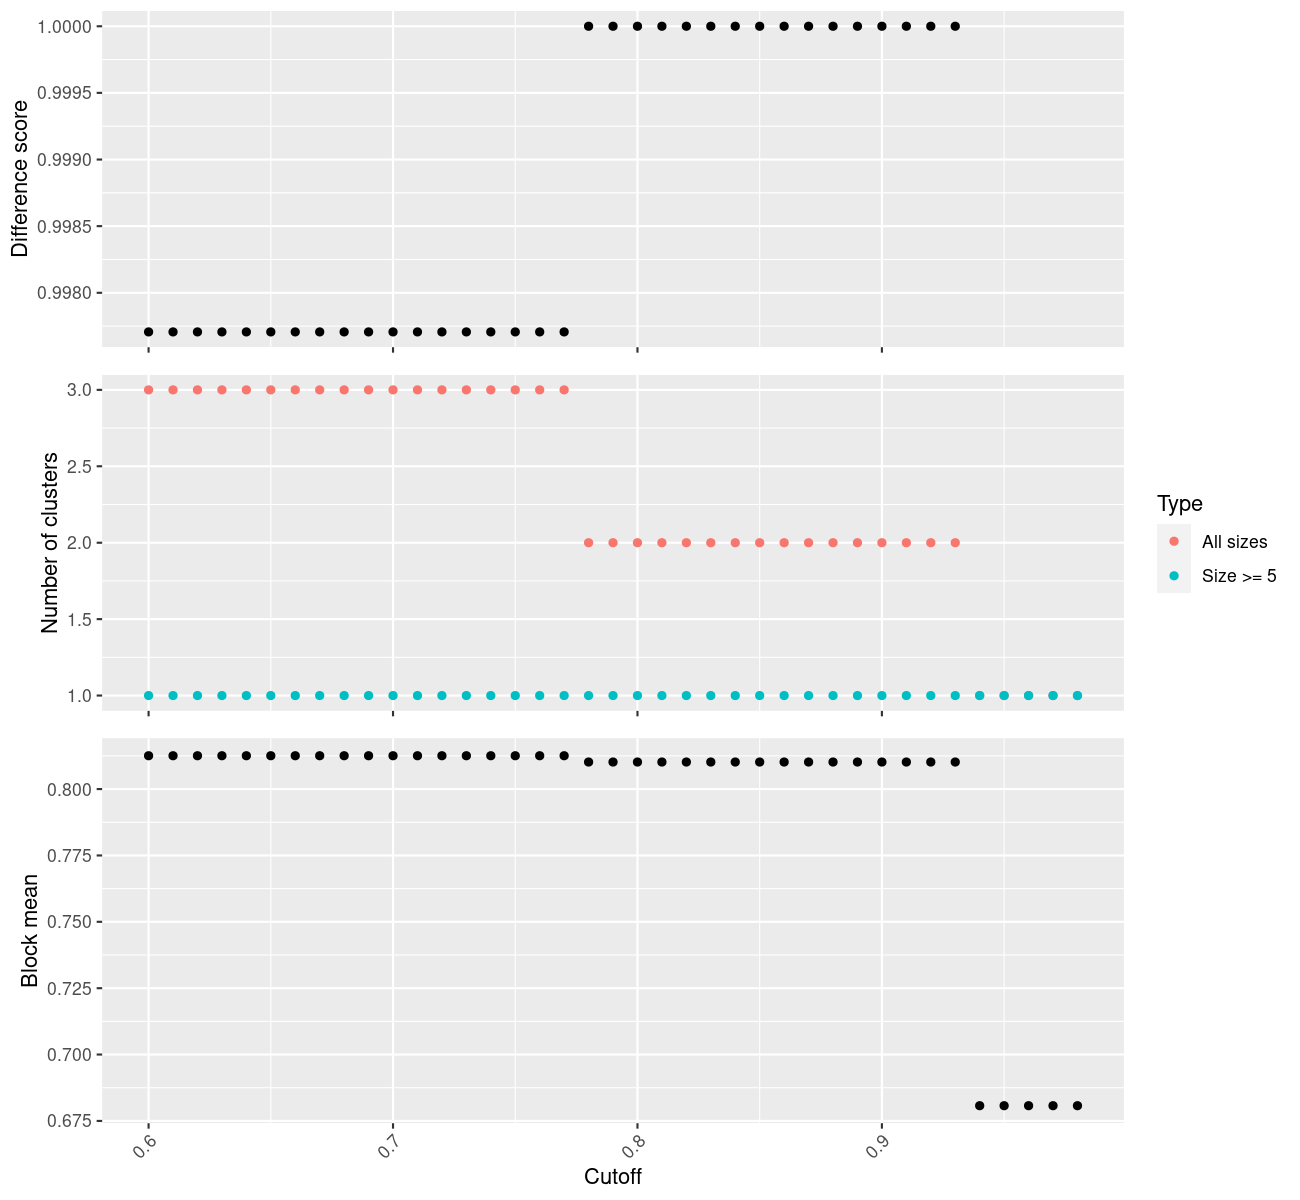 Difference score
1.0000
0.9995
0.9990
0.9985
0.9980
Number of clusters
3.0
2.5
2.0
1.5
1.0
Type
All sizes
Size >= 5
Block mean
0.800
0.775
0.750
0.725
0.700
0.675
0.6
0.7
0.8
0.9
Cutoff